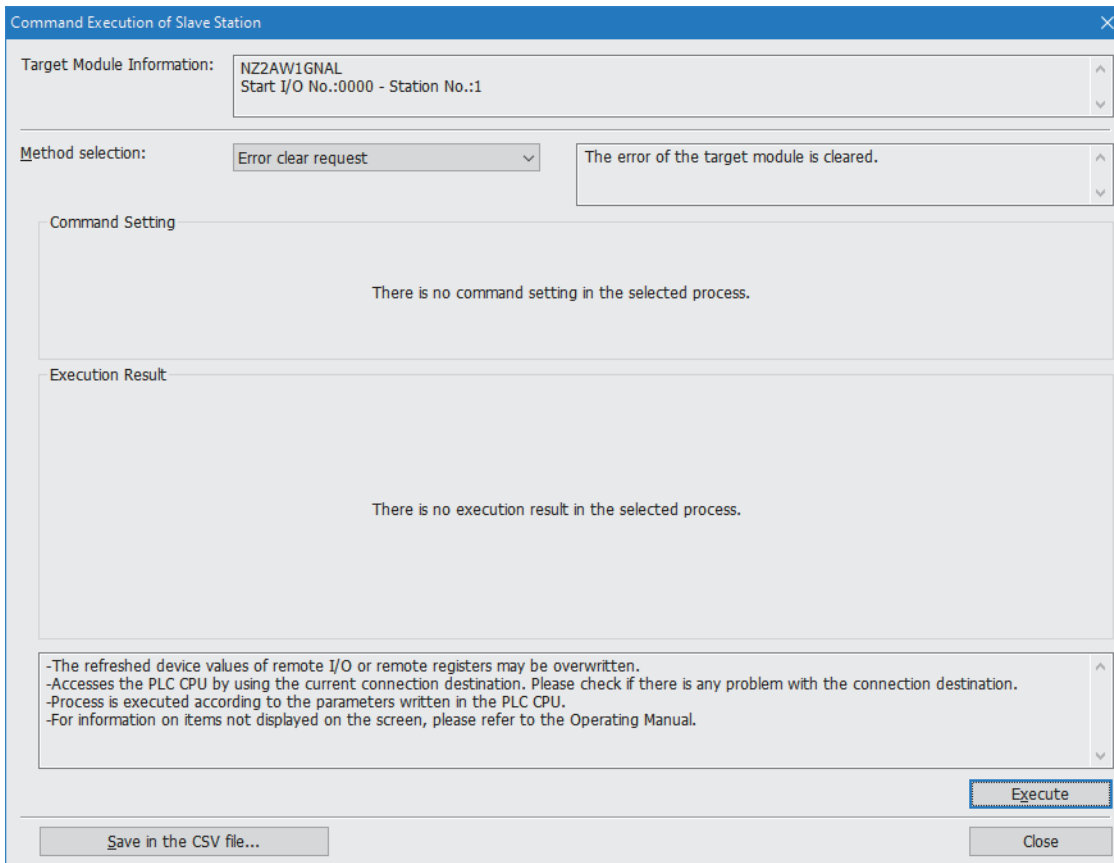 Command Execution of Slave Station
Target Module Information:
NZ2AW1GNAL
Start I/O No.:0000 - Station No.:1
Method selection:
Error clear request
The error of the target module is cleared.
Command Setting
There is no command setting in the selected process.
Execution Result
There is no execution result in the selected process.
-The refreshed device values of remote I/O or remote registers may be overwritten.
-Accesses the PLC CPU by using the current connection destination. Please check if there is any problem with the connection destination.
-Process is executed according to the parameters written in the PLC CPU.
-For information on items not displayed on the screen, please refer to the Operating Manual.
Execute
Save in the CSV file...
Close